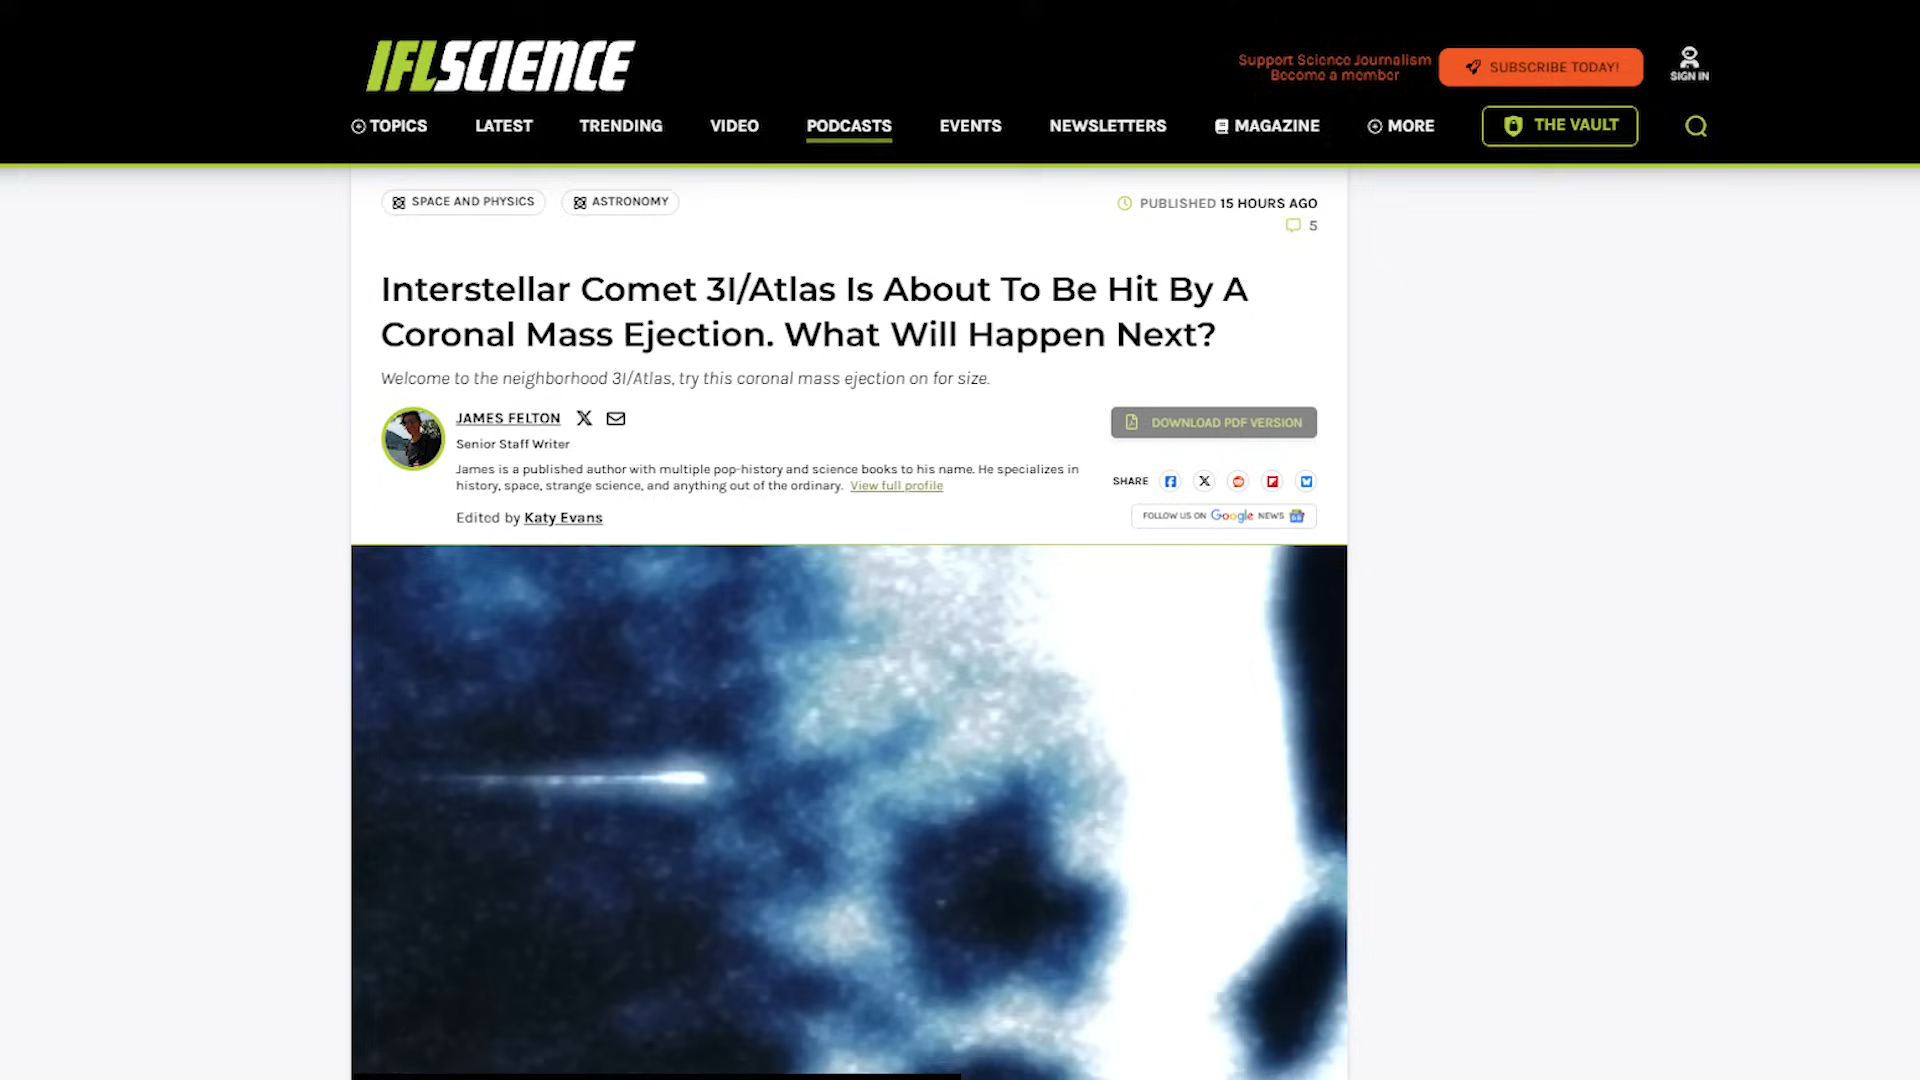 IFLSCIENCE
Support Science Journalism
Become a member
SUBSCRIBE TODAY!
SIGN IN
TOPICS LATEST TRENDING VIDEO PODCASTS EVENTS NEWSLETTERS MAGAZINE MORE THE VAULT
SPACE AND PHYSICS ASTRONOMY
PUBLISHED 15 HOURS AGO
5
Interstellar Comet 3I/Atlas Is About To Be Hit By A
Coronal Mass Ejection. What Will Happen Next?
Welcome to the neighborhood 3I/Atlas, try this coronal mass ejection on for size.
JAMES FELTON
Senior Staff Writer
James is a published author with multiple pop-history and science books to his name. He specializes in
history, space, strange science, and anything out of the ordinary. View full profile
Edited by Katy Evans
DOWNLOAD PDF VERSION
SHARE
FOLLOW US ON Google NEWS